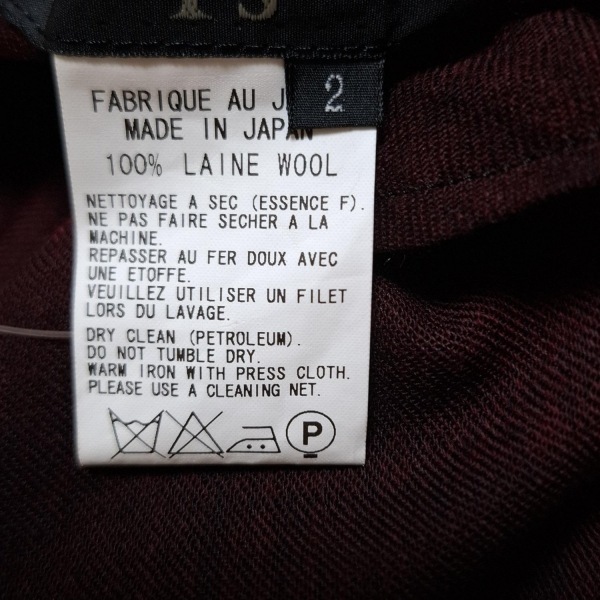 2
FABRIQUE AU J
MADE IN JAPAN
100% LAINE WOOL
NETTOYAGE A SEC (ESSENCE F).
NE PAS FAIRE SECHER A LA
MACHINE.
REPASSER AU FER DOUX AVEC
UNE ETOFFE.
VEUILLEZ UTILISER UN FILET
LORS DU LAVAGE.
DRY CLEAN (PETROLEUM).
DO NOT TUMBLE DRY.
WARM IRON WITH PRESS CLOTH.
PLEASE USE A CLEANING NET.
P